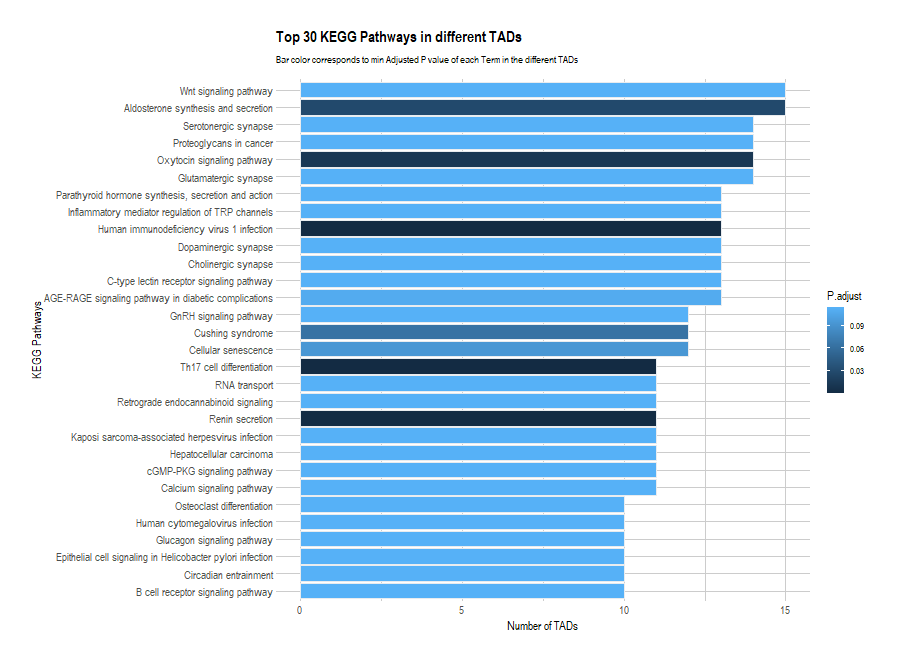 Top 30 KEGG Pathways in different TADs
Bar color corresponds to min Adjusted P value of each Term in the different TADs
KEGG Pathways
Wnt signaling pathway
Aldosterone synthesis and secretion
Serotonergic synapse
Proteoglycans in cancer
Oxytocin signaling pathway
Glutamatergic synapse
Parathyroid hormone synthesis, secretion and action
Inflammatory mediator regulation of TRP channels
Human immunodeficiency virus 1 infection
Dopaminergic synapse
Cholinergic synapse
C-type lectin receptor signaling pathway
AGE-RAGE signaling pathway in diabetic complications
GnRH signaling pathway
Cushing syndrome
Cellular senescence
Th17 cell differentiation
RNA transport
Retrograde endocannabinoid signaling
Renin secretion
Kaposi sarcoma-associated herpesvirus infection
Hepatocellular carcinoma
cGMP-PKG signaling pathway
Calcium signaling pathway
Osteoclast differentiation
Human cytomegalovirus infection
Glucagon signaling pathway
Epithelial cell signaling in Helicobacter pylori infection
Circadian entrainment
B cell receptor signaling pathway
0 5 10 15
Number of TADs
P.adjust
0.09
0.06
0.03